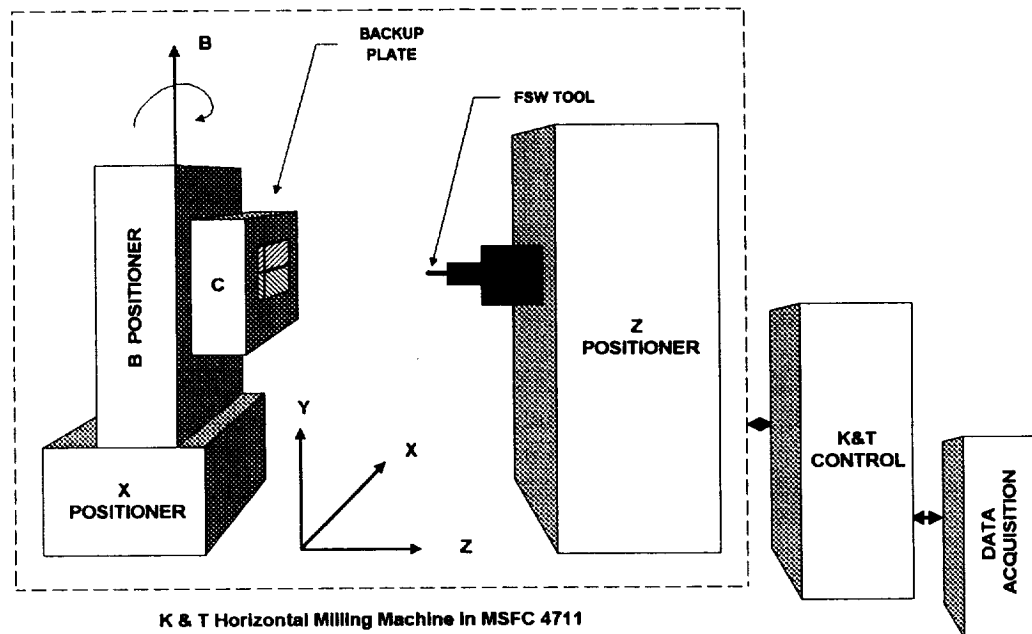 BACKUP
PLATE
B
FSW TOOL
B POSITIONER
C
Z
POSITIONER
Y
X
Z
X
POSITIONER
K&T
CONTROL
DATA
ACQUISITION
K & T Horizontal Milling Machine in MSFC 4711